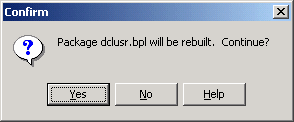 Confirm
Package dclusr.bpl will be rebuilt.  Continue?
Yes
No
Help